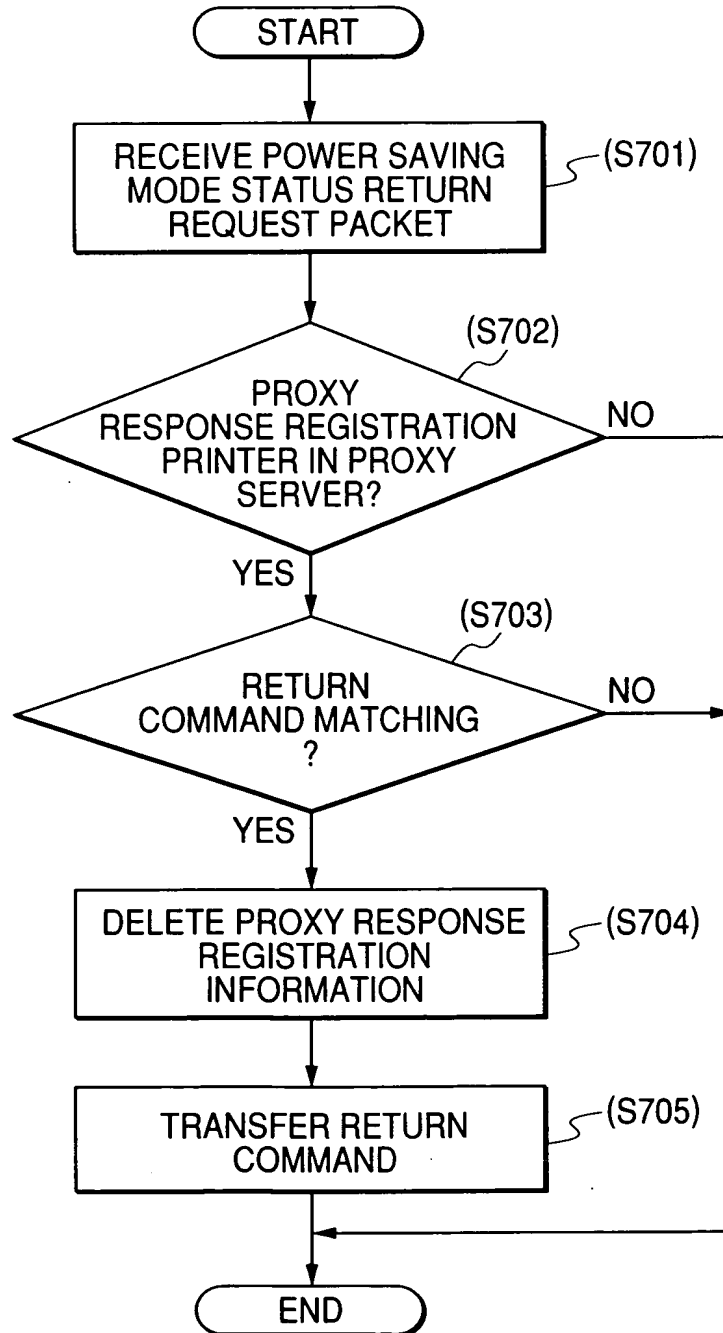 START
RECEIVE POWER SAVING
MODE STATUS RETURN
REQUEST PACKET
(S701)
(S702)
PROXY
RESPONSE REGISTRATION
PRINTER IN PROXY
SERVER?
NO
YES
(S703)
RETURN
COMMAND MATCHING
?
NO
YES
DELETE PROXY RESPONSE
REGISTRATION
INFORMATION
(S704)
TRANSFER RETURN
COMMAND
(S705)
END